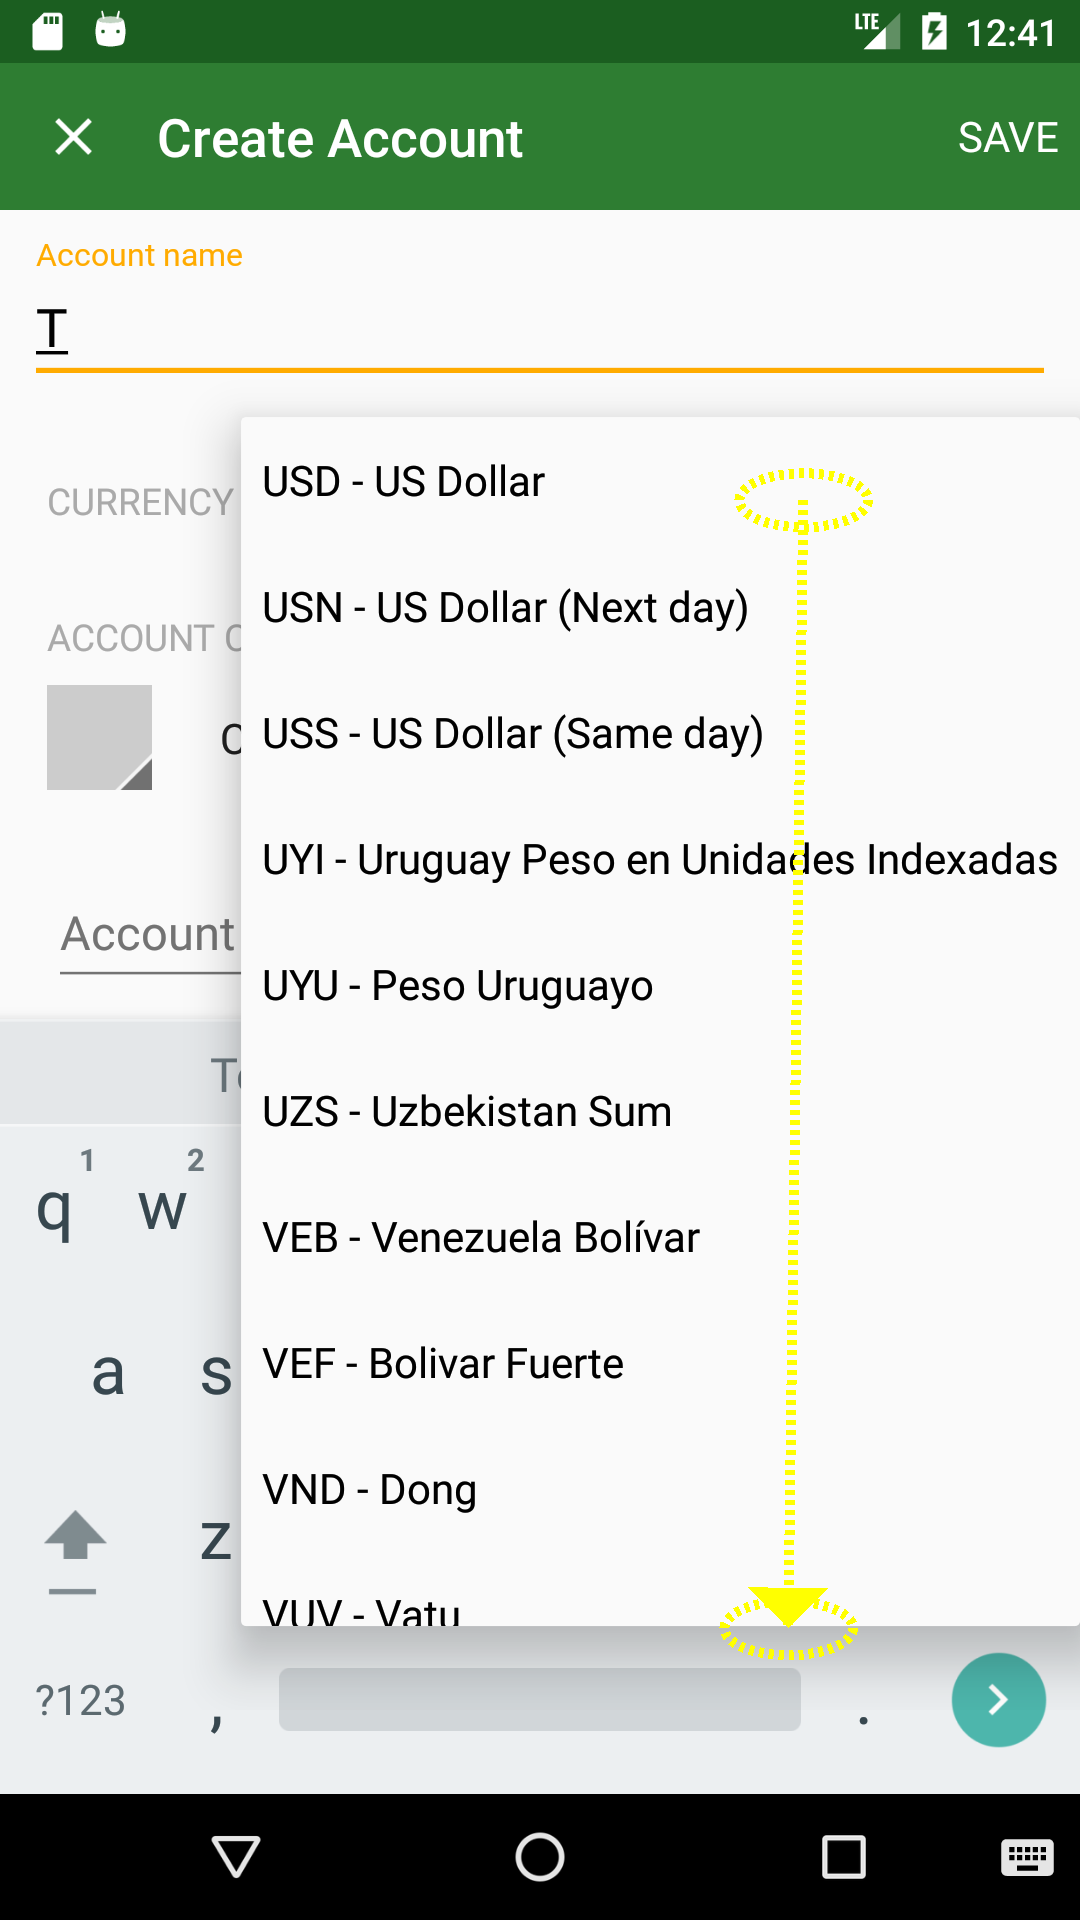 LTE 12:41
Create Account SAVE
Account name
T
USD - US Dollar
CURRENCY
USN - US Dollar (Next day)
ACCOUNT
USS - US Dollar (Same day)
UYI - Uruguay Peso en Unidades Indexadas
Account
UYU - Peso Uruguayo
UZS - Uzbekistan Sum
q 1 w 2
VEB - Venezuela Bolívar
a s
VEF - Bolivar Fuerte
VND - Dong
z
VUV - Vatu
?123 , .